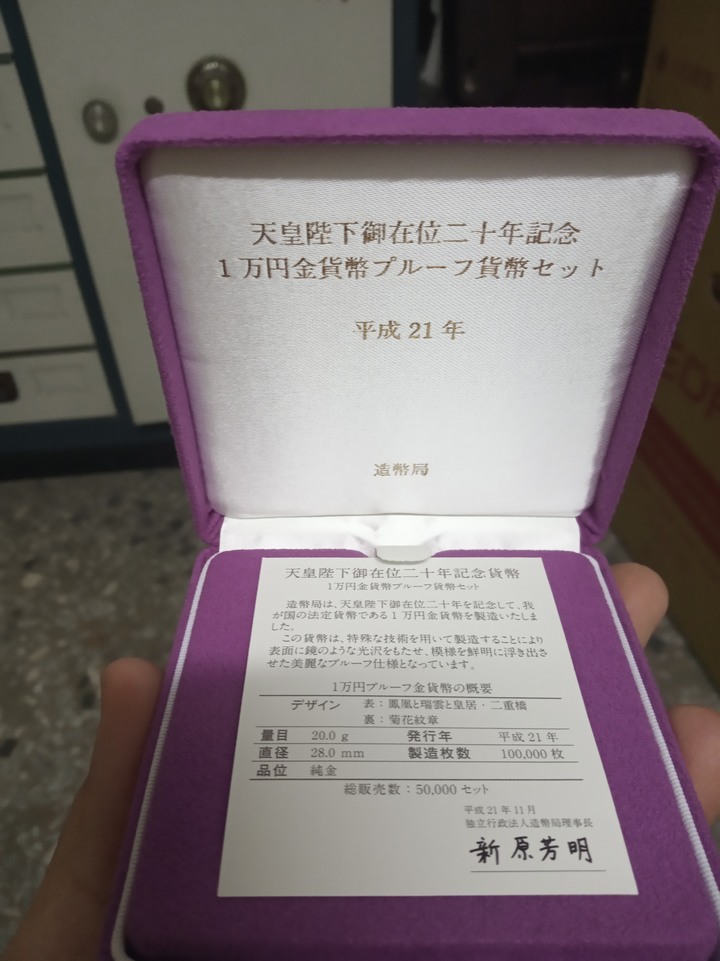 天皇陛下御在位二十年記念
1万円金貨幣プルーフ貨幣セット
平成21年
造幣局
天皇陛下御在位二十年記念貨幣
1万円金貨幣プルーフ貨幣セット
造幣局は、天皇陛下御在位二十年を記念して、我
が国の法定貨幣である1万円金貨幣を製造いたしま
した。
この貨幣は、特殊な技術を用いて製造することにより
表面に鏡のような光沢をもたせ、模様を鮮明に浮き出さ
せた美麗なプルーフ仕様となっています。
1万円プルーフ金貨幣の概要
デザイン 表：鳳凰と瑞雲と皇居・二重橋
裏：菊花紋章
量目 20.0 g 発行年 平成21年
直径 28.0 mm 製造枚数 100,000枚
品位 純金
総販売数：50,000セット
平成21年11月
独立行政法人造幣局理事長
新原芳明